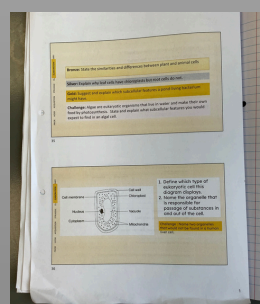 Bronze: State the similarities and differences between plant and animal cells
Silver: Explain why leaf cells have chloroplasts but root cells do not.
Gold: Suggest and explain which subcellular features a pond living
might have.
Challenge: Algae are eukaryotic organisms that live in water and make their own
food by photosynthesis. State and explain what subcellular features you would
expect to find in an algal cell.
Cell membrane
Nucleus
Cytoplasm
Cell wall
Chloroplast
Vacuole
Mitochondria
1. Define which type of
eukaryotic cell this
diagram displays.
2. Name the organelle that
is responsible for
passage of substances in
and out of the cell.